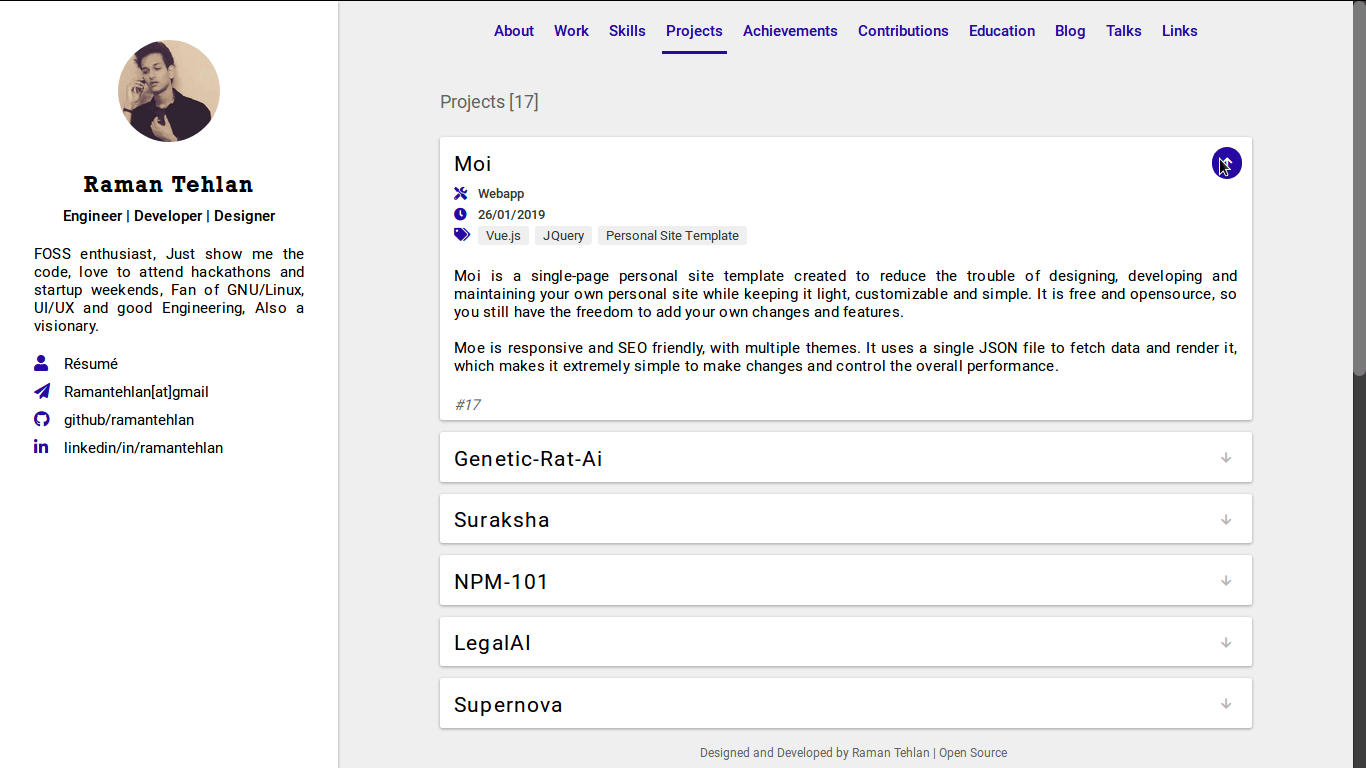 Raman Tehlan
Engineer | Developer | Designer
FOSS enthusiast, Just show me the
code, love to attend hackathons and
startup weekends, Fan of GNU/Linux,
UI/UX and good Engineering, Also a
visionary.
Résumé
Ramantehlan[at]gmail
github/ramantehlan
linkedin/in/ramantehlan
About Work Skills Projects Achievements Contributions Education Blog Talks Links
Projects [17]
Moi
Webapp
26/01/2019
Vue.js JQuery Personal Site Template
Moi is a single-page personal site template created to reduce the trouble of designing, developing and
maintaining your own personal site while keeping it light, customizable and simple. It is free and opensource, so
you still have the freedom to add your own changes and features.
Moe is responsive and SEO friendly, with multiple themes. It uses a single JSON file to fetch data and render it,
which makes it extremely simple to make changes and control the overall performance.
#17
Genetic-Rat-Ai
Suraksha
NPM-101
LegalAI
Supernova
Designed and Developed by Raman Tehlan | Open Source